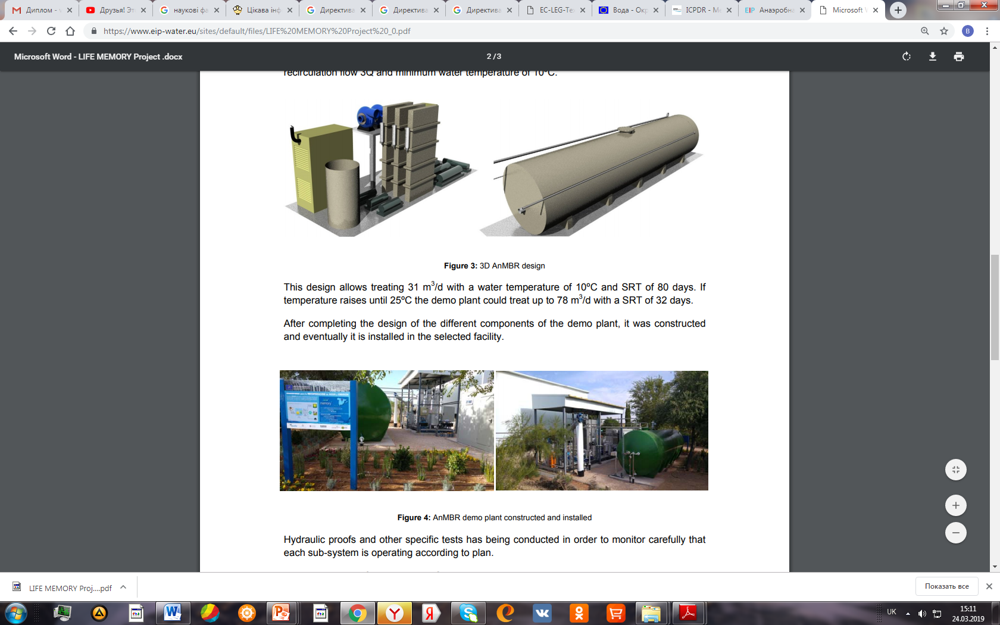 Диплом - v
Друзья! Это
наукові фа
Цікава інф
Директива
Директива
Директива
EC-LEG-Te
Вода - Окр
ICPDR - Me
EIP Анаэробна
Microsoft V
https://www.eip-water.eu/sites/default/files/LIFE%20MEMORY%20Project%20_0.pdf
B
Microsoft Word - LIFE MEMORY Project .docx
2 / 3
recirculation flow 3Q and minimum water temperature of 10ºC.
Figure 3: 3D AnMBR design
This design allows treating 31 m³/d with a water temperature of 10ºC and SRT of 80 days. If
temperature raises until 25ºC the demo plant could treat up to 78 m³/d with a SRT of 32 days.
After completing the design of the different components of the demo plant, it was constructed
and eventually it is installed in the selected facility.
memory
Figure 4: AnMBR demo plant constructed and installed
Hydraulic proofs and other specific tests has being conducted in order to monitor carefully that
each sub-system is operating according to plan.
LIFE MEMORY Proj....pdf
Показать все
UK
15:11
24.03.2019